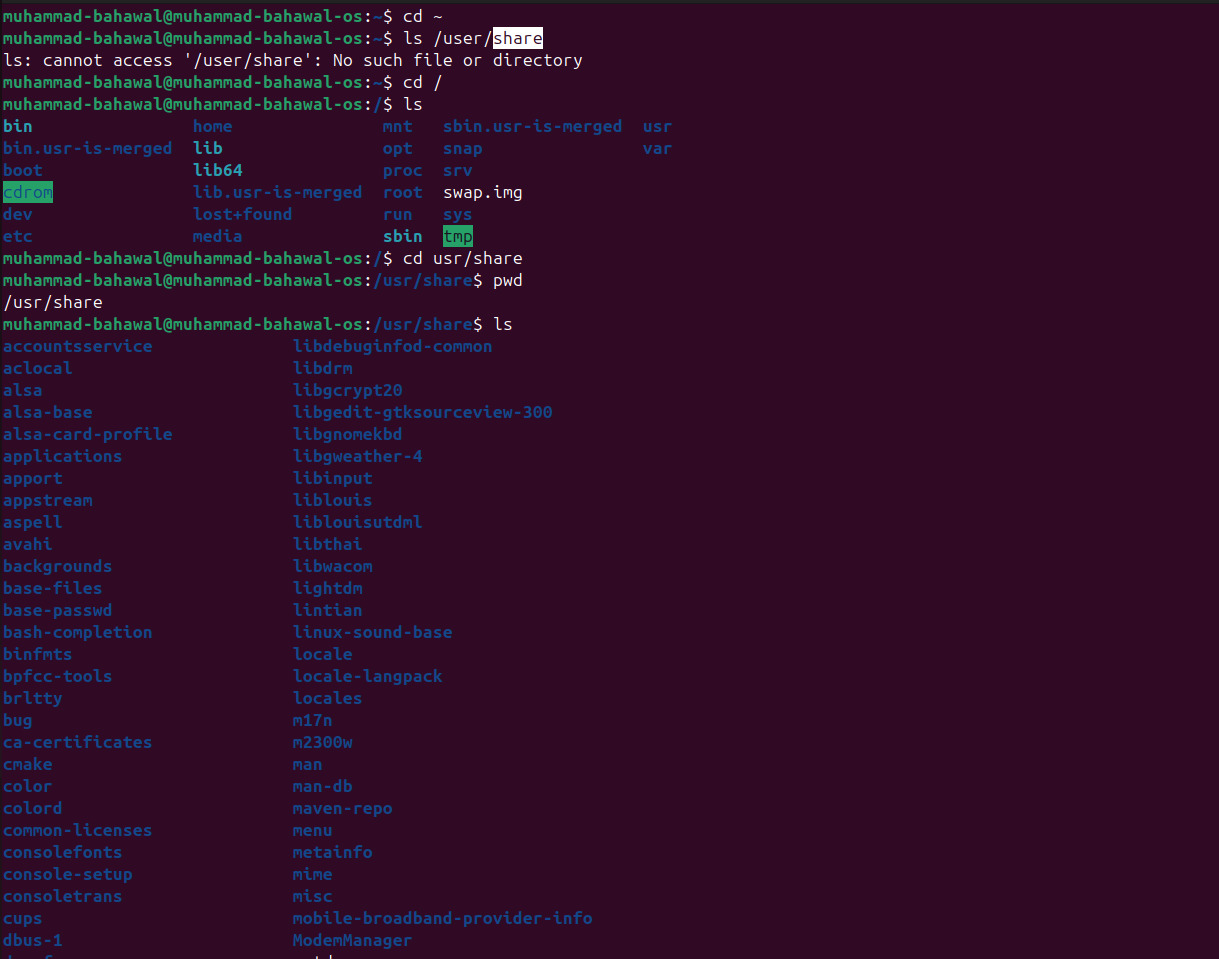 muhammad-bahawal@muhammad-bahawal-os:~$ cd ~
muhammad-bahawal@muhammad-bahawal-os:~$ ls /user/share
ls: cannot access '/user/share': No such file or directory
muhammad-bahawal@muhammad-bahawal-os:~$ cd /
muhammad-bahawal@muhammad-bahawal-os:/$ ls
bin home mnt sbin.usr-is-merged usr
bin.usr-is-merged lib opt snap var
boot lib64 proc srv
cdrom lib.usr-is-merged root swap.img
dev lost+found run sys
etc media sbin tmp
muhammad-bahawal@muhammad-bahawal-os:/$ cd usr/share
muhammad-bahawal@muhammad-bahawal-os:/usr/share$ pwd
/usr/share
muhammad-bahawal@muhammad-bahawal-os:/usr/share$ ls
accountsservice libdebuginfod-common
aclocal libdrm
alsa libgcrypt20
alsa-base libgedit-gtksourceview-300
alsa-card-profile libgnomekbd
applications libgweather-4
apport libinput
appstream liblouis
aspell liblouisutdml
avahi libthai
backgrounds libwacom
base-files lightdm
base-passwd lintian
bash-completion linux-sound-base
binfmts locale
bpfcc-tools locale-langpack
brltty locales
bug m17n
ca-certificates m2300w
cmake man
color man-db
colord maven-repo
common-licenses menu
consolefonts metainfo
console-setup mime
consoletrans misc
cups mobile-broadband-provider-info
dbus-1 ModemManager